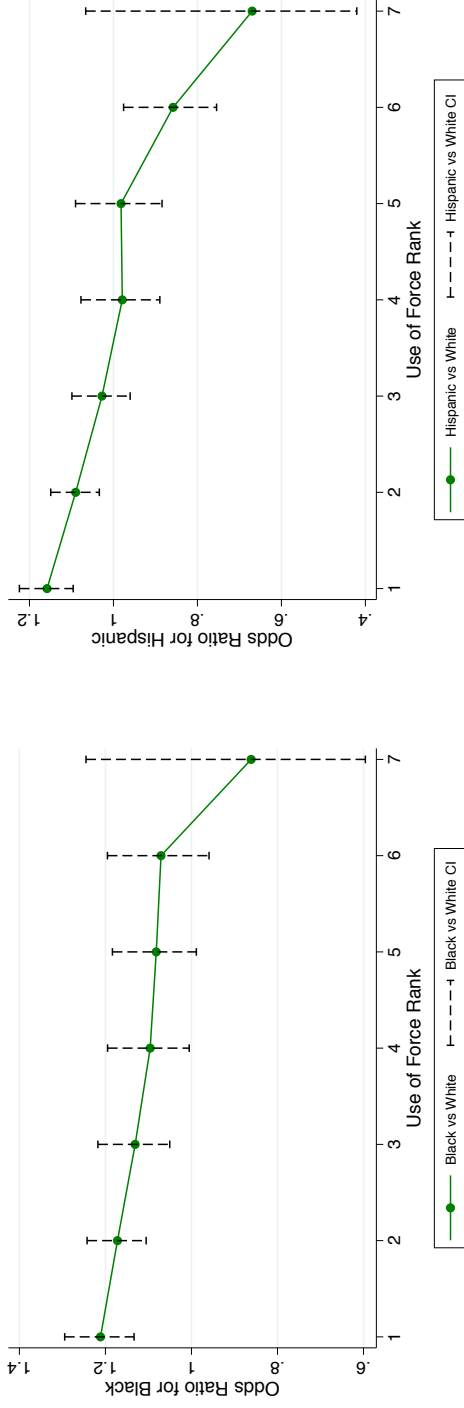 Odds Ratio for Black
1.4
1.2
1
.8
.6
1 2 3 4 5 6 7
Use of Force Rank
Black vs White Black vs White CI
Odds Ratio for Hispanic
1.2
1
.8
.6
.4
1 2 3 4 5 6 7
Use of Force Rank
Hispanic vs White Hispanic vs White CI